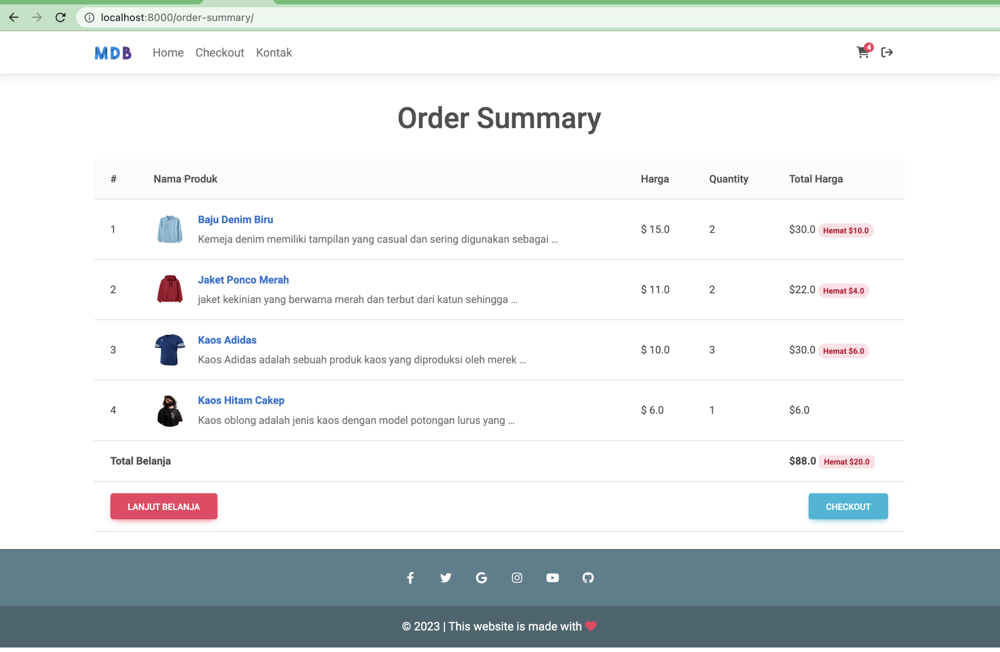 localhost:8000/order-summary/
MDB Home Checkout Kontak 4
Order Summary
# Nama Produk Harga Quantity Total Harga
1 Baju Denim Biru $ 15.0 2 $30.0 Hemat $10.0
Kemeja denim memiliki tampilan yang casual dan sering digunakan sebagai ...
2 Jaket Ponco Merah $ 11.0 2 $22.0 Hemat $4.0
jaket kekinian yang berwarna merah dan terbut dari katun sehingga ...
3 Kaos Adidas $ 10.0 3 $30.0 Hemat $6.0
Kaos Adidas adalah sebuah produk kaos yang diproduksi oleh merek ...
4 Kaos Hitam Cakep $ 6.0 1 $6.0
Kaos oblong adalah jenis kaos dengan model potongan lurus yang ...
Total Belanja $88.0 Hemat $20.0
LANJUT BELANJA CHECKOUT
© 2023 | This website is made with